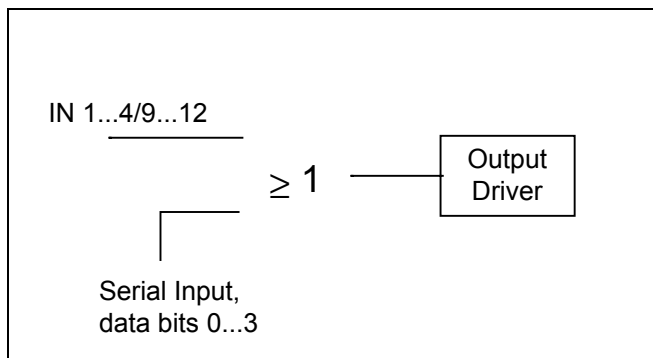 IN 1...4/9...12
≥ 1
Output
Driver
Serial Input,
data bits 0...3